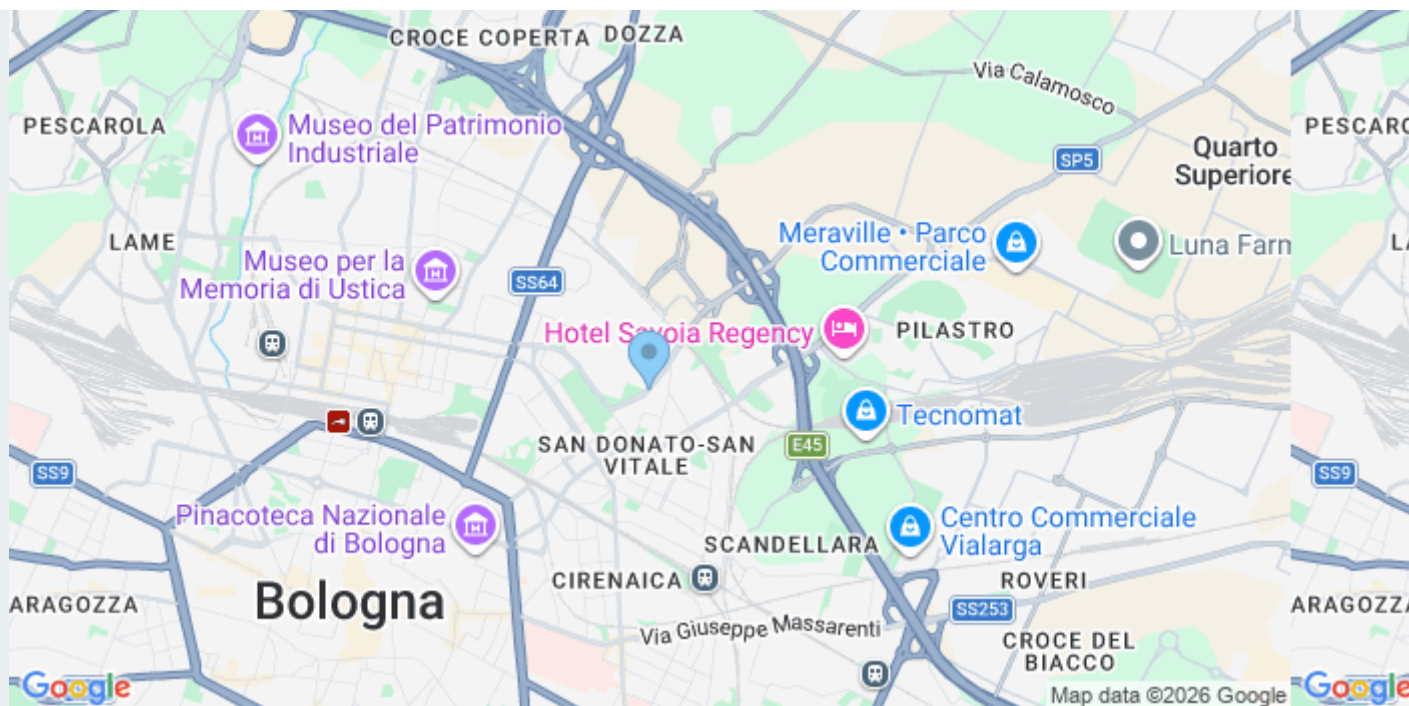 CROCE COPERTA
DOZZA
Via Calamosco
PESCAROLA
Museo del Patrimonio
Industriale
SP5
Quarto
Superiore
PESCARO
LAME
Museo per la
Memoria di Ustica
SS64
Meraville • Parco
Commerciale
Luna Farm
LA
Hotel Savoia Regency
PILASTRO
Tecnomat
SAN DONATO-SAN
VITALE
E45
SS9
SS9
Pinacoteca Nazionale
di Bologna
SCANDELLARA
Centro Commerciale
Vialarga
CIRENAICA
ROVERI
ARAGOZZA
Bologna
SS253
ARAGOZZA
Via Giuseppe Massarenti
CROCE DEL
BIACCO
Google
Map data ©2026 Google
Google